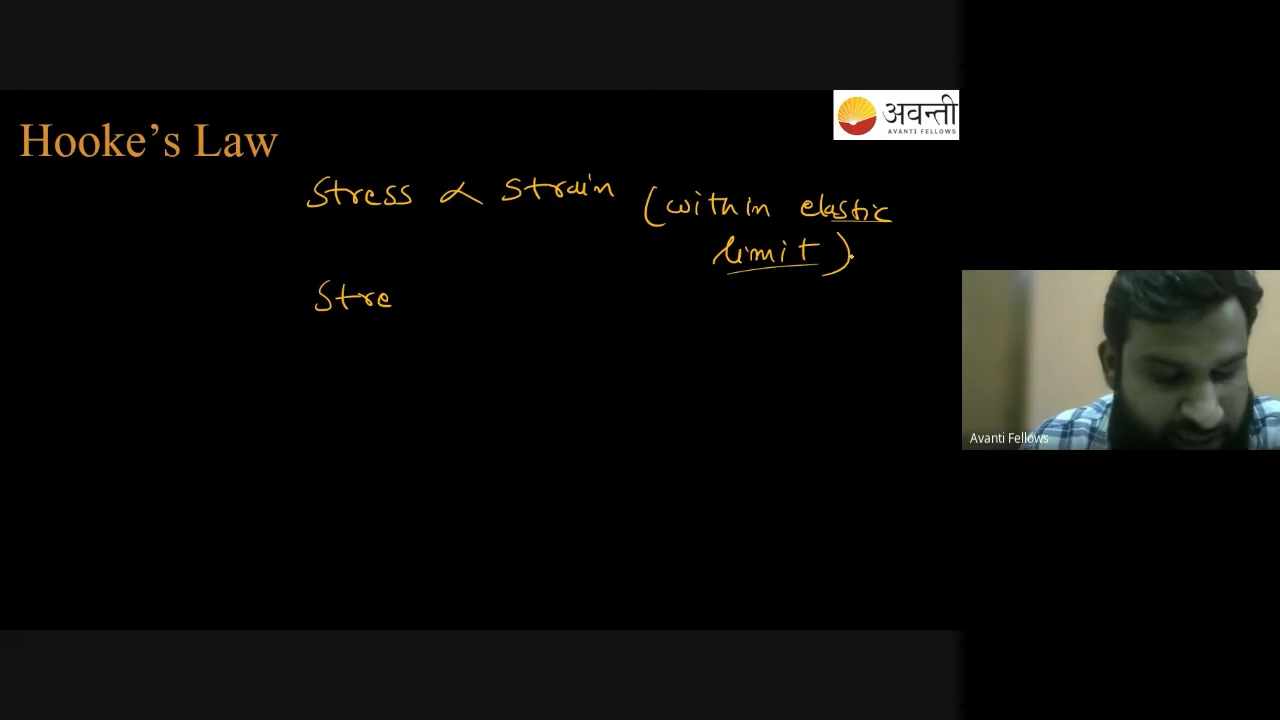 अवन्ती
AVANTI FELLOWS
Hooke's Law
Stress ∝ Strain (within elastic
limit)
Stre
Avanti Fellows